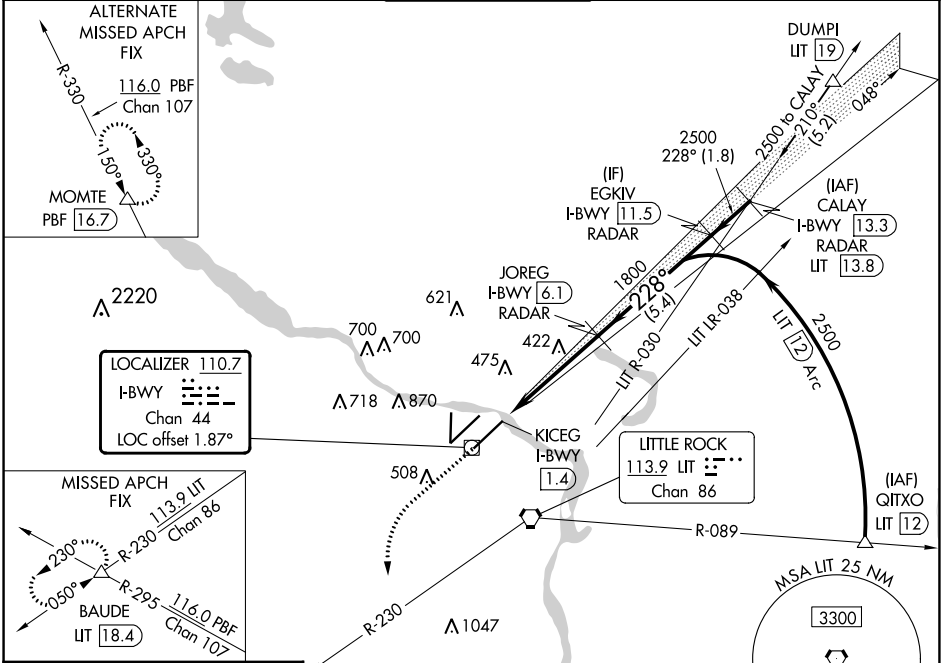 ALTERNATE
MISSED APCH
FIX
R-330
116.0 PBF
Chan 107
150°
330°
MOMTE
PBF 16.7
DUMPI
LIT 19
2500 to CALAY
210°
(5.2)
048°
2500
228° (1.8)
(IF)
EGKIV
I-BWY 11.5
RADAR
(IAF)
CALAY
I-BWY 13.3
RADAR
LIT 13.8
JOREG
I-BWY 6.1
RADAR
1800
228°
(5.4)
LIT R-030
LIT LR-038
2500
LIT 12 Arc
2220
621
700
700
422
475
718
870
LOCALIZER 110.7
I-BWY
Chan 44
LOC offset 1.87°
KICEG
I-BWY
1.4
508
LITTLE ROCK
113.9 LIT
Chan 86
(IAF)
QITXO
LIT 12
R-089
MISSED APCH
FIX
R-230
113.9 LIT
Chan 86
230°
050°
R-295
116.0 PBF
Chan 107
BAUDE
LIT 18.4
R-230
1047
MSA LIT 25 NM
3300